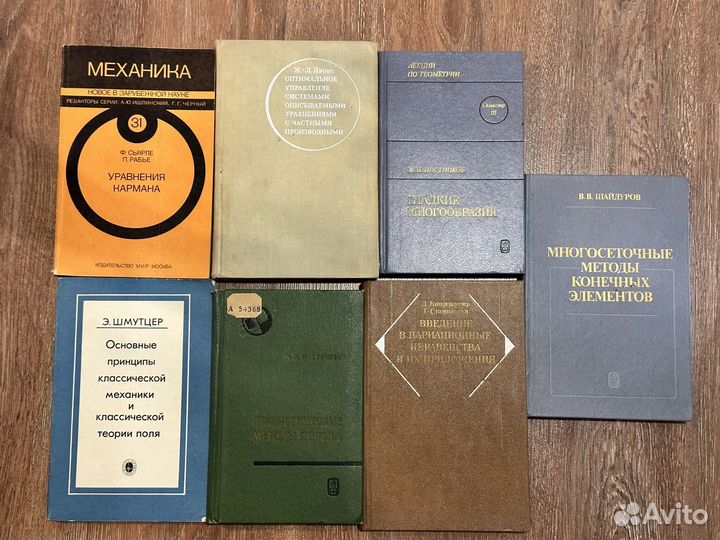 МЕХАНИКА
НОВОЕ В ЗАРУБЕЖНОЙ НАУКЕ
РЕДАКТОРЫ СЕРИИ: А.Ю. ИШЛИНСКИЙ, Г.Г. ЧЕРНЫЙ
31
Ф. СЬЯРЛЕ
П. РАБЬЕ
УРАВНЕНИЯ
КАРМАНА
ИЗДАТЕЛЬСТВО МИР МОСКВА
Ж.-Л. Лионс
ОПТИМАЛЬНОЕ
УПРАВЛЕНИЕ
СИСТЕМАМИ,
ОПИСЫВАЕМЫМИ
УРАВНЕНИЯМИ
С ЧАСТНЫМИ
ПРОИЗВОДНЫМИ
ЛЕКЦИИ
ПО ГЕОМЕТРИИ
Семестр
III
М.М. ПОСТНИКОВ
ГЛАДКИЕ
МНОГООБРАЗИЯ
В. В. ШАЙДУРОВ
МНОГОСЕТОЧНЫЕ
МЕТОДЫ
КОНЕЧНЫХ
ЭЛЕМЕНТОВ
Э. ШМУТЦЕР
Основные
принципы
классической
механики
и
классической
теории поля
А 54368
МЕТОДЫ
Д. Киндерлерер
Г. Стампаккья
ВВЕДЕНИЕ
В ВАРИАЦИОННЫЕ
НЕРАВЕНСТВА
И ИХ ПРИЛОЖЕНИЯ
Avito